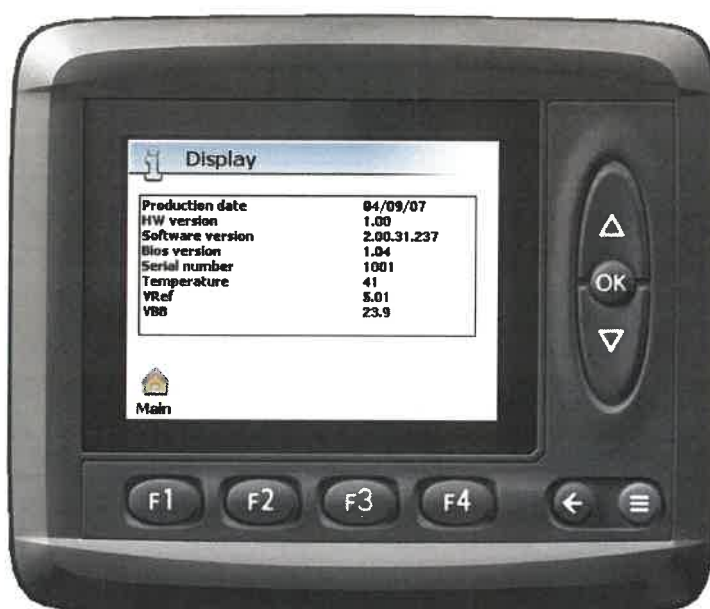 Display
Production date 04/09/07
HW version 1.00
Software version 2.00.31.237
Bios version 1.04
Serial number 1001
Temperature 41
VRef 5.01
VBB 23.9
Main
OK
F1 F2 F3 F4